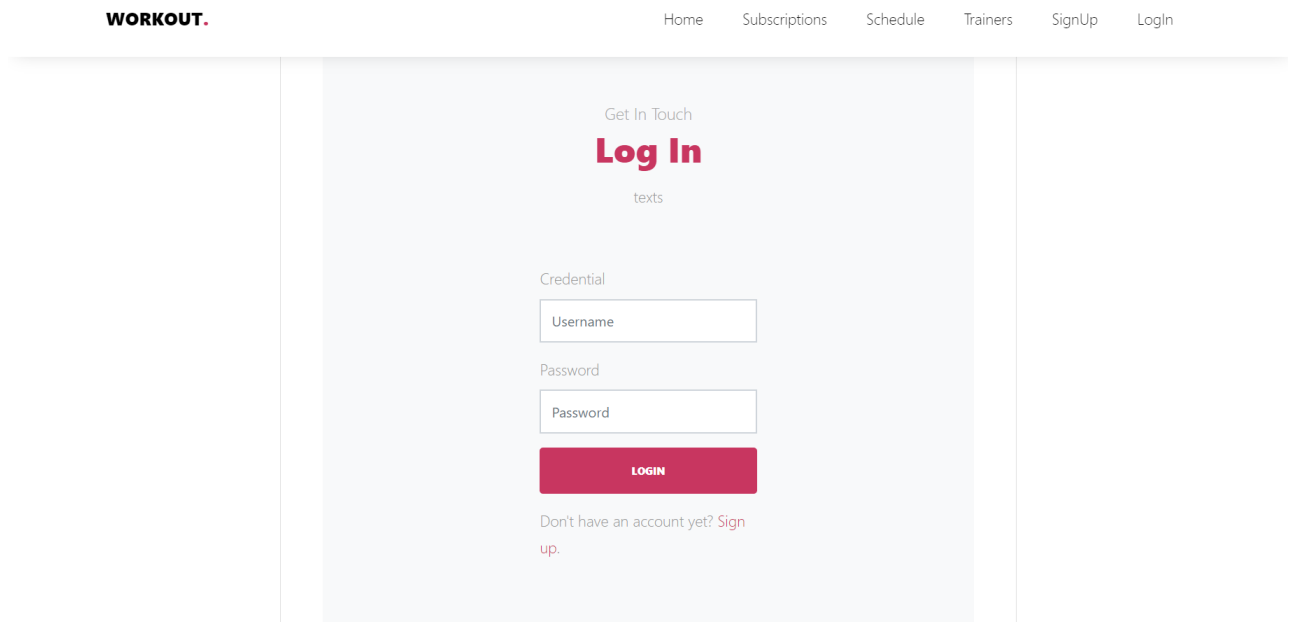 WORKOUT. Home Subscriptions Schedule Trainers SignUp LogIn
Get In Touch
Log In
texts
Credential
Username
Password
Password
LOGIN
Don't have an account yet? Sign
up.